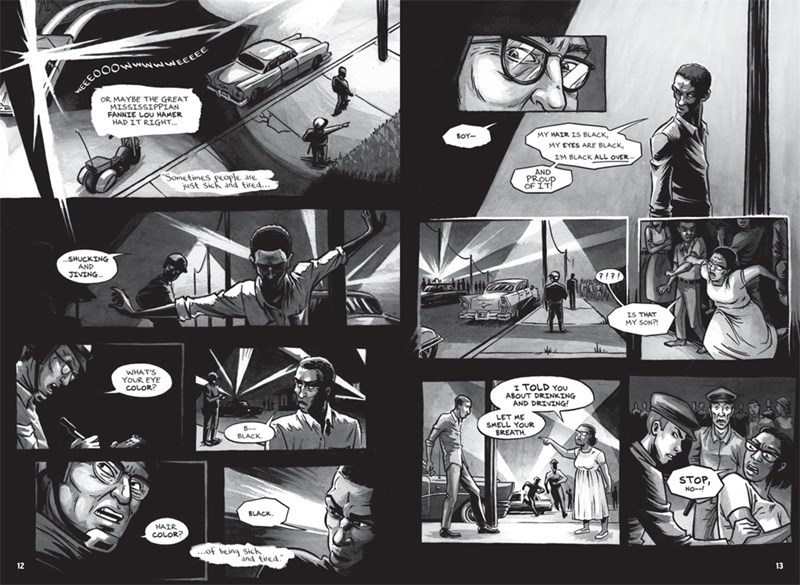 WEEEOOOWWWWWEEEEE
OR MAYBE THE GREAT
MISSISSIPPIAN
FANNIE LOU HAMER
HAD IT RIGHT...
"Sometimes people are
just sick and tired...
...SHUCKING
AND
JIVING...
WHAT'S
YOUR EYE
COLOR?
B--
BLACK.
HAIR
COLOR?
BLACK.
...of being sick
and tired."
12
BOY--
MY HAIR IS BLACK,
MY EYES ARE BLACK,
I'M BLACK ALL OVER--
AND
PROUD
OF IT!
?!?!
IS THAT
MY SON?!
I TOLD YOU
ABOUT DRINKING
AND DRIVING!
LET ME
SMELL YOUR
BREATH.
STOP,
NO--!
13